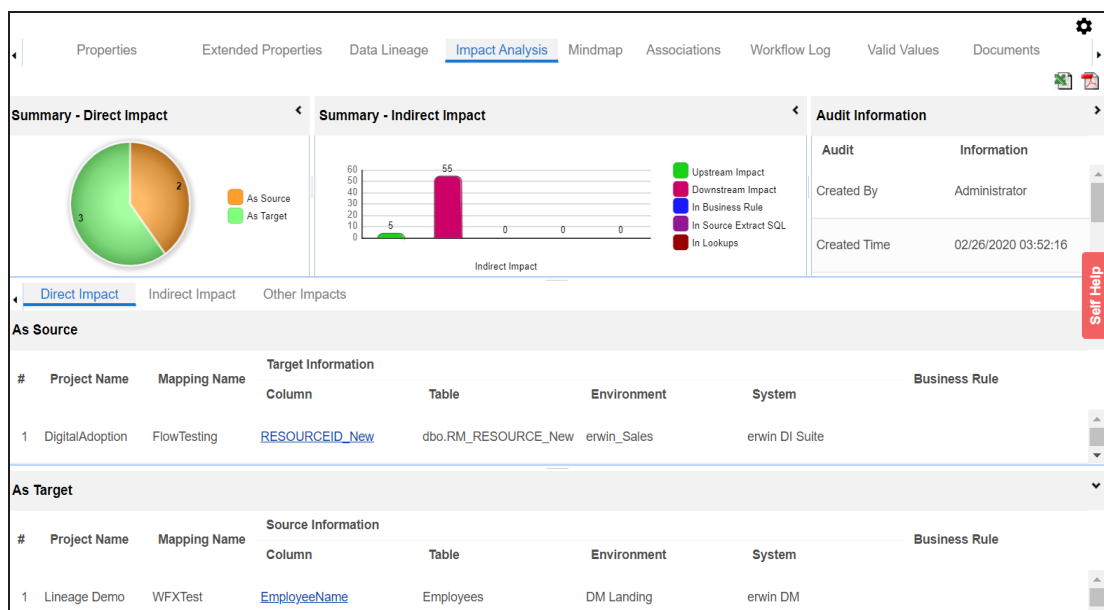 Properties Extended Properties Data Lineage Impact Analysis Mindmap Associations Workflow Log Valid Values Documents
Summary - Direct Impact
2
3
As Source
As Target
Summary - Indirect Impact
60
50
40
30
20
10
0
5
55
0
0
0
Indirect Impact
Upstream Impact
Downstream Impact
In Business Rule
In Source Extract SQL
In Lookups
Audit Information
Audit Information
Created By Administrator
Created Time 02/26/2020 03:52:16
Self Help
Direct Impact Indirect Impact Other Impacts
As Source
# Project Name Mapping Name Target Information Business Rule
Column Table Environment System
1 DigitalAdoption FlowTesting RESOURCEID_New dbo.RM_RESOURCE_New erwin_Sales erwin DI Suite
As Target
# Project Name Mapping Name Source Information Business Rule
Column Table Environment System
1 Lineage Demo WFXTest EmployeeName Employees DM Landing erwin DM